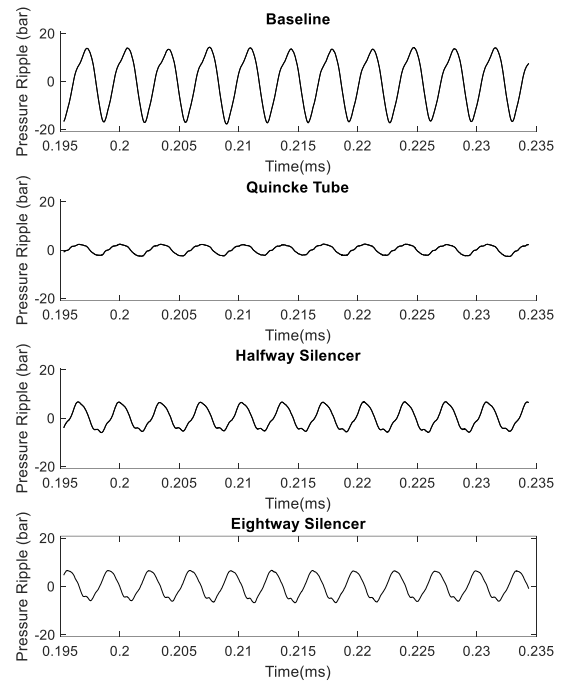 Baseline
Pressure Ripple (bar)
20
0
-20
0.195 0.2 0.205 0.21 0.215 0.22 0.225 0.23 0.235
Time(ms)
Quincke Tube
Pressure Ripple (bar)
20
0
-20
0.195 0.2 0.205 0.21 0.215 0.22 0.225 0.23 0.235
Time(ms)
Halfway Silencer
Pressure Ripple (bar)
20
0
-20
0.195 0.2 0.205 0.21 0.215 0.22 0.225 0.23 0.235
Time(ms)
Eightway Silencer
Pressure Ripple (bar)
20
0
-20
0.195 0.2 0.205 0.21 0.215 0.22 0.225 0.23 0.235
Time(ms)